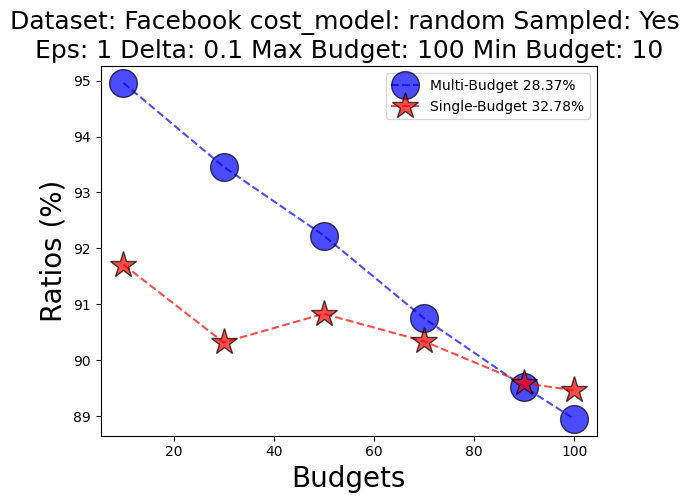 Dataset: Facebook cost_model: random Sampled: Yes
Eps: 1 Delta: 0.1 Max Budget: 100 Min Budget: 10
Multi-Budget 28.37%
Single-Budget 32.78%
Ratios (%)
95
94
93
92
91
90
89
20 40 60 80 100
Budgets